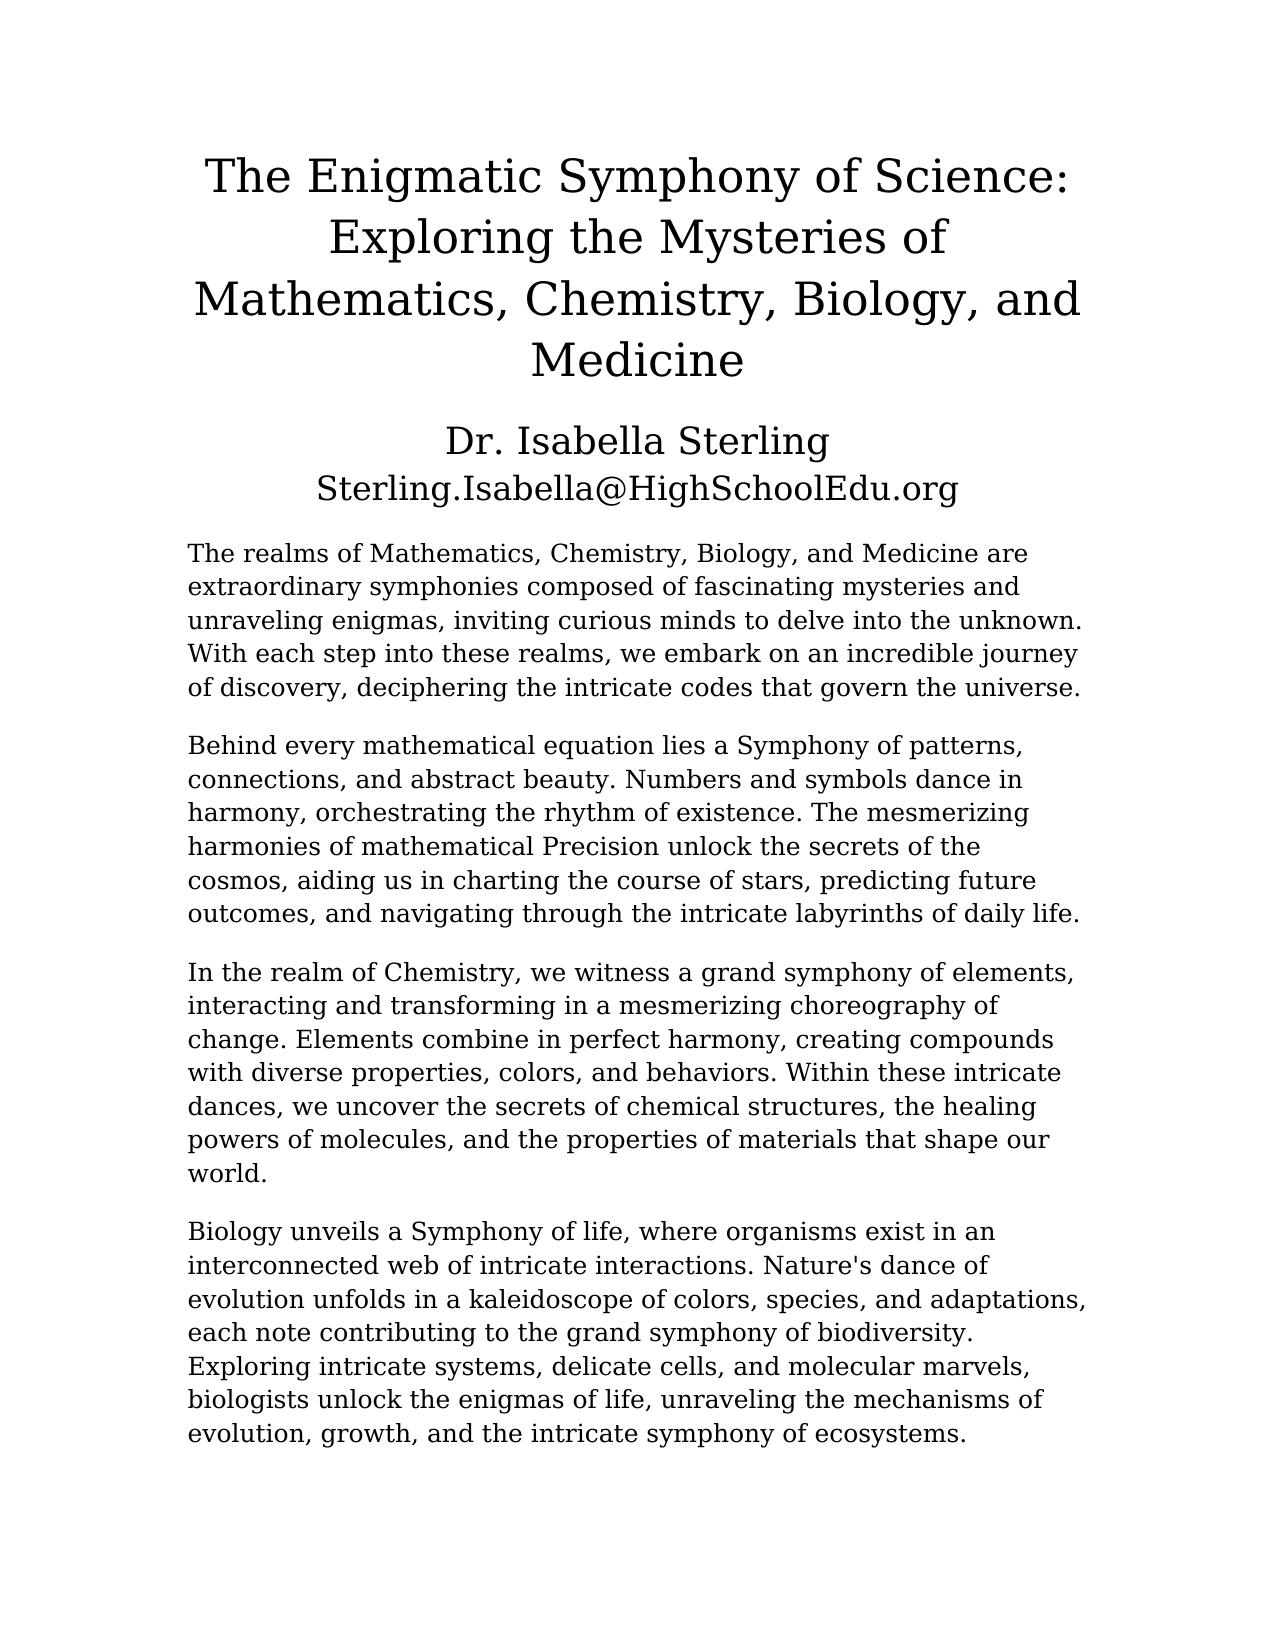 The Enigmatic Symphony of Science:
Exploring the Mysteries of
Mathematics, Chemistry, Biology, and
Medicine
Dr. Isabella Sterling
Sterling.Isabella@HighSchoolEdu.org
The realms of Mathematics, Chemistry, Biology, and Medicine are
extraordinary symphonies composed of fascinating mysteries and
unraveling enigmas, inviting curious minds to delve into the unknown.
With each step into these realms, we embark on an incredible journey
of discovery, deciphering the intricate codes that govern the universe.
Behind every mathematical equation lies a Symphony of patterns,
connections, and abstract beauty. Numbers and symbols dance in
harmony, orchestrating the rhythm of existence. The mesmerizing
harmonies of mathematical Precision unlock the secrets of the
cosmos, aiding us in charting the course of stars, predicting future
outcomes, and navigating through the intricate labyrinths of daily life.
In the realm of Chemistry, we witness a grand symphony of elements,
interacting and transforming in a mesmerizing choreography of
change. Elements combine in perfect harmony, creating compounds
with diverse properties, colors, and behaviors. Within these intricate
dances, we uncover the secrets of chemical structures, the healing
powers of molecules, and the properties of materials that shape our
world.
Biology unveils a Symphony of life, where organisms exist in an
interconnected web of intricate interactions. Nature's dance of
evolution unfolds in a kaleidoscope of colors, species, and adaptations,
each note contributing to the grand symphony of biodiversity.
Exploring intricate systems, delicate cells, and molecular marvels,
biologists unlock the enigmas of life, unraveling the mechanisms of
evolution, growth, and the intricate symphony of ecosystems.